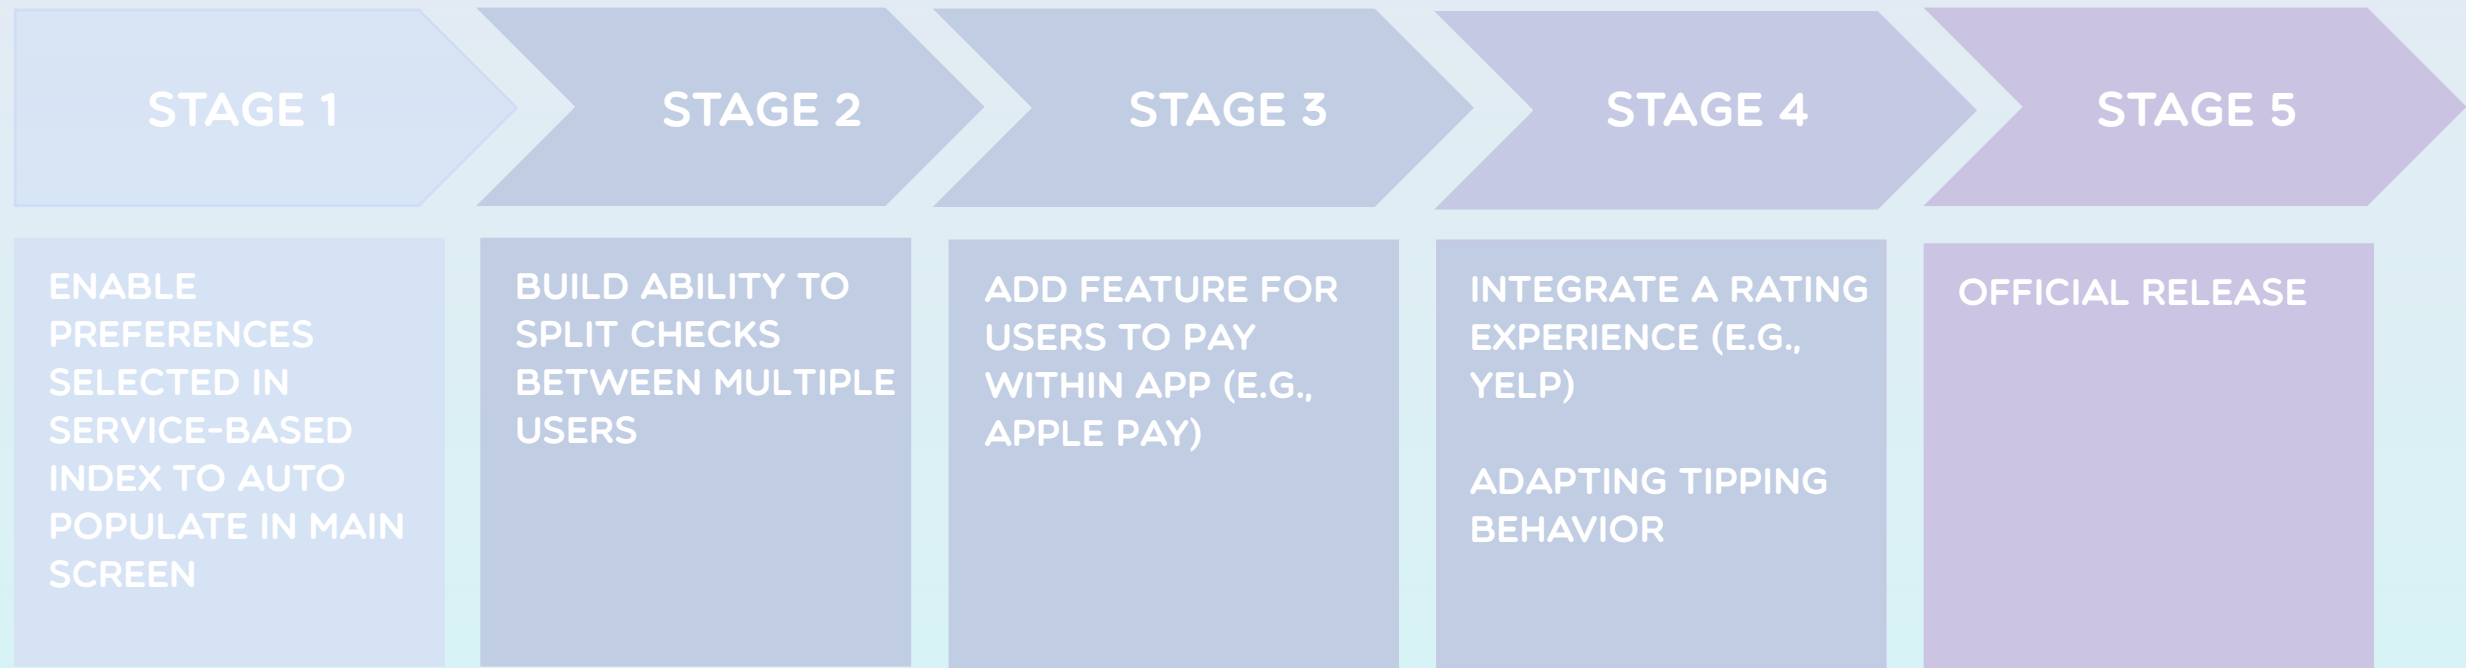 STAGE 1
STAGE 2
STAGE 3
STAGE 4
STAGE 5
ENABLE
PREFERENCES
SELECTED IN
SERVICE-BASED
INDEX TO AUTO
POPULATE IN MAIN
SCREEN
BUILD ABILITY TO
SPLIT CHECKS
BETWEEN MULTIPLE
USERS
ADD FEATURE FOR
USERS TO PAY
WITHIN APP (E.G.,
APPLE PAY)
INTEGRATE A RATING
EXPERIENCE (E.G.,
YELP)
ADAPTING TIPPING
BEHAVIOR
OFFICIAL RELEASE